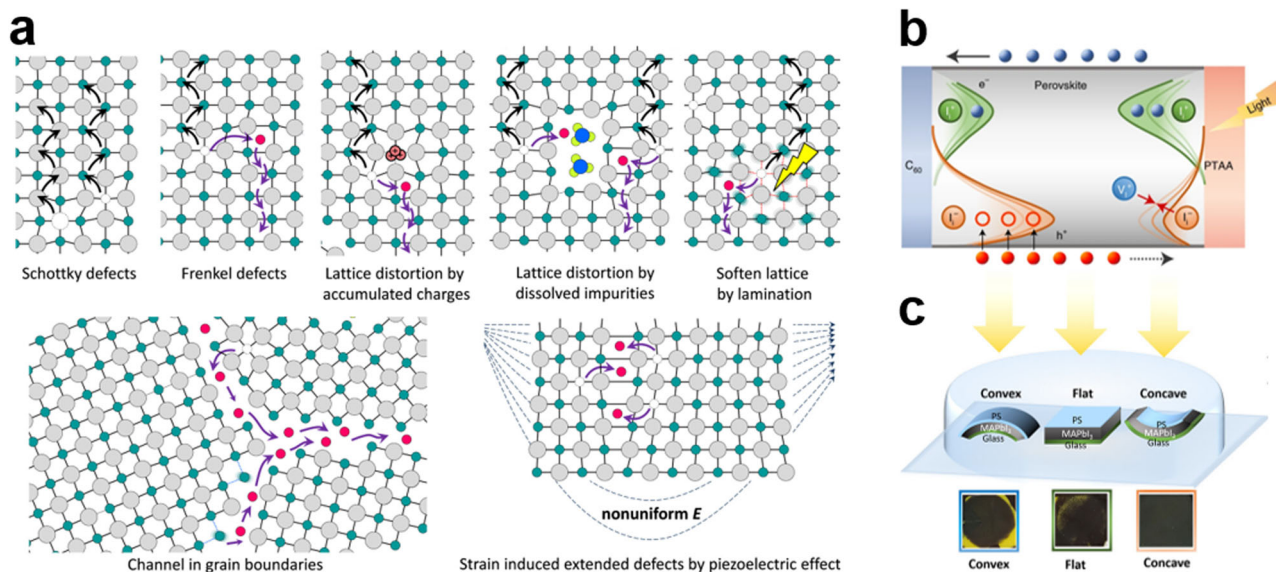 a
Schottky defects
Frenkel defects
Lattice distortion by
accumulated charges
Lattice distortion by
dissolved impurities
Soften lattice
by lamination
Channel in grain boundaries
nonuniform E
Strain induced extended defects by piezoelectric effect
b
e⁻
Perovskite
Light
C₆₀
PTAA
h⁺
c
Convex
Flat
Concave
PS
MAPbI₃
Glass
PS
MAPbI₃
Glass
PS
MAPbI₃
Glass
Convex
Flat
Concave